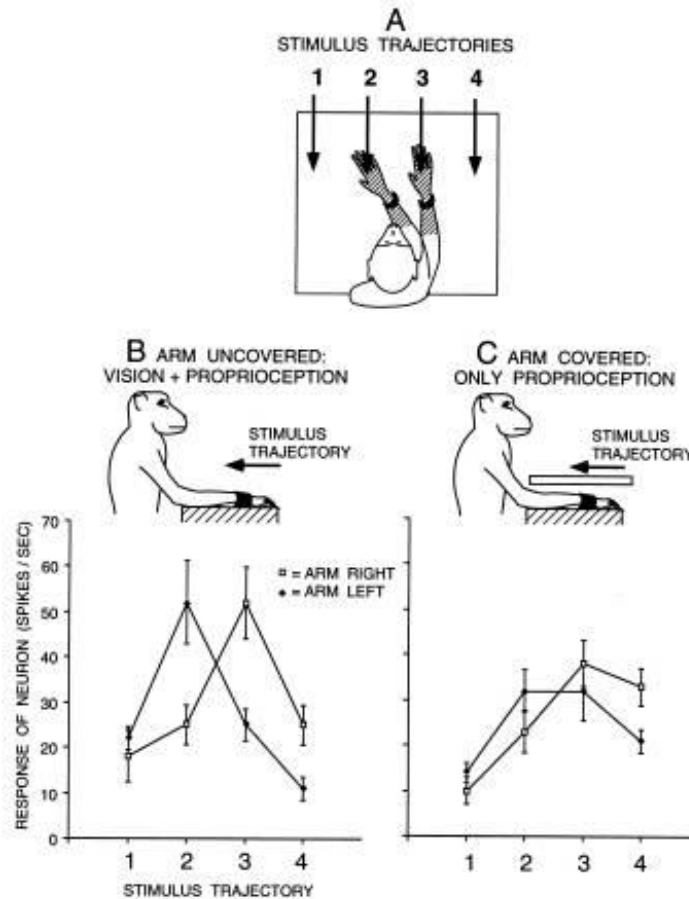 A
STIMULUS TRAJECTORIES
1 2 3 4
B ARM UNCOVERED:
VISION + PROPRIOCEPTION
STIMULUS
TRAJECTORY
C ARM COVERED:
ONLY PROPRIOCEPTION
STIMULUS
TRAJECTORY
RESPONSE OF NEURON (SPIKES / SEC)
70
60
50
40
30
20
10
0
= ARM RIGHT
= ARM LEFT
1 2 3 4
STIMULUS TRAJECTORY
1 2 3 4